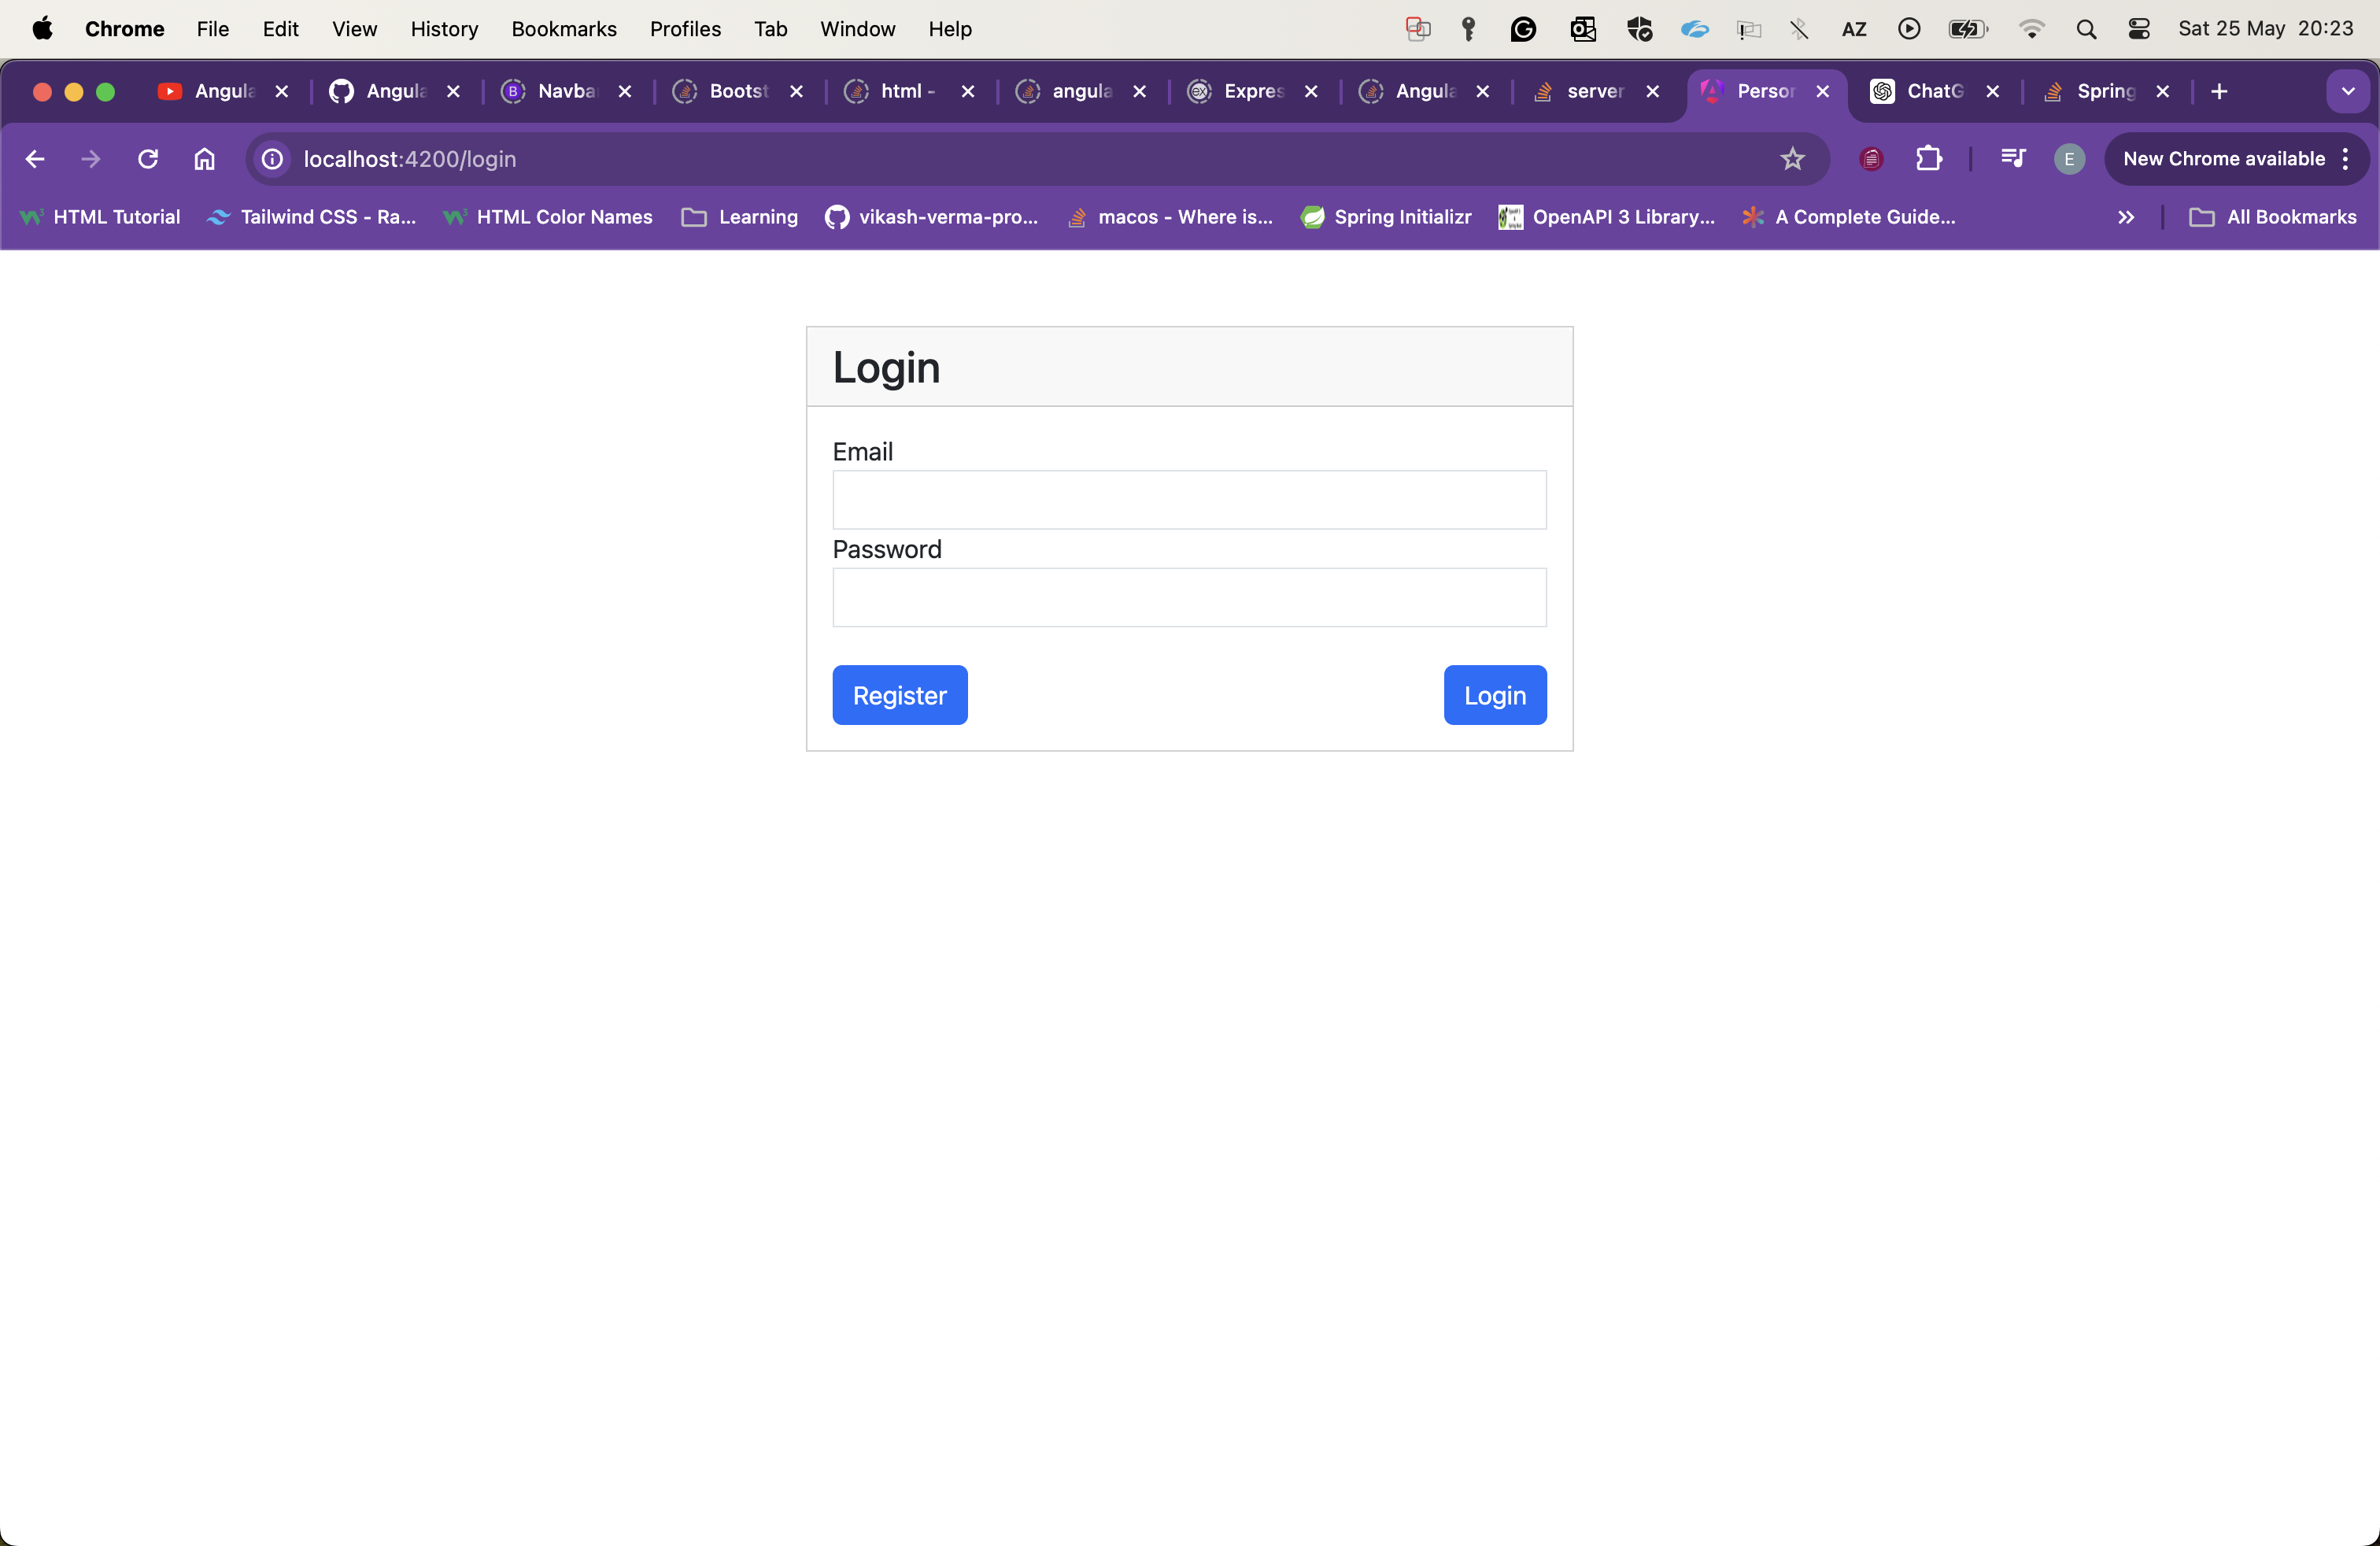 Chrome File Edit View History Bookmarks Profiles Tab Window Help AZ Sat 25 May 20:23
Angula Angula Navba Bootst html - angula Expres Angula server Person ChatG Spring
localhost:4200/login E New Chrome available
HTML Tutorial Tailwind CSS - Ra... HTML Color Names Learning vikash-verma-pro... macos - Where is... Spring Initializr OpenAPI 3 Library... A Complete Guide... All Bookmarks
Login
Email
Password
Register Login